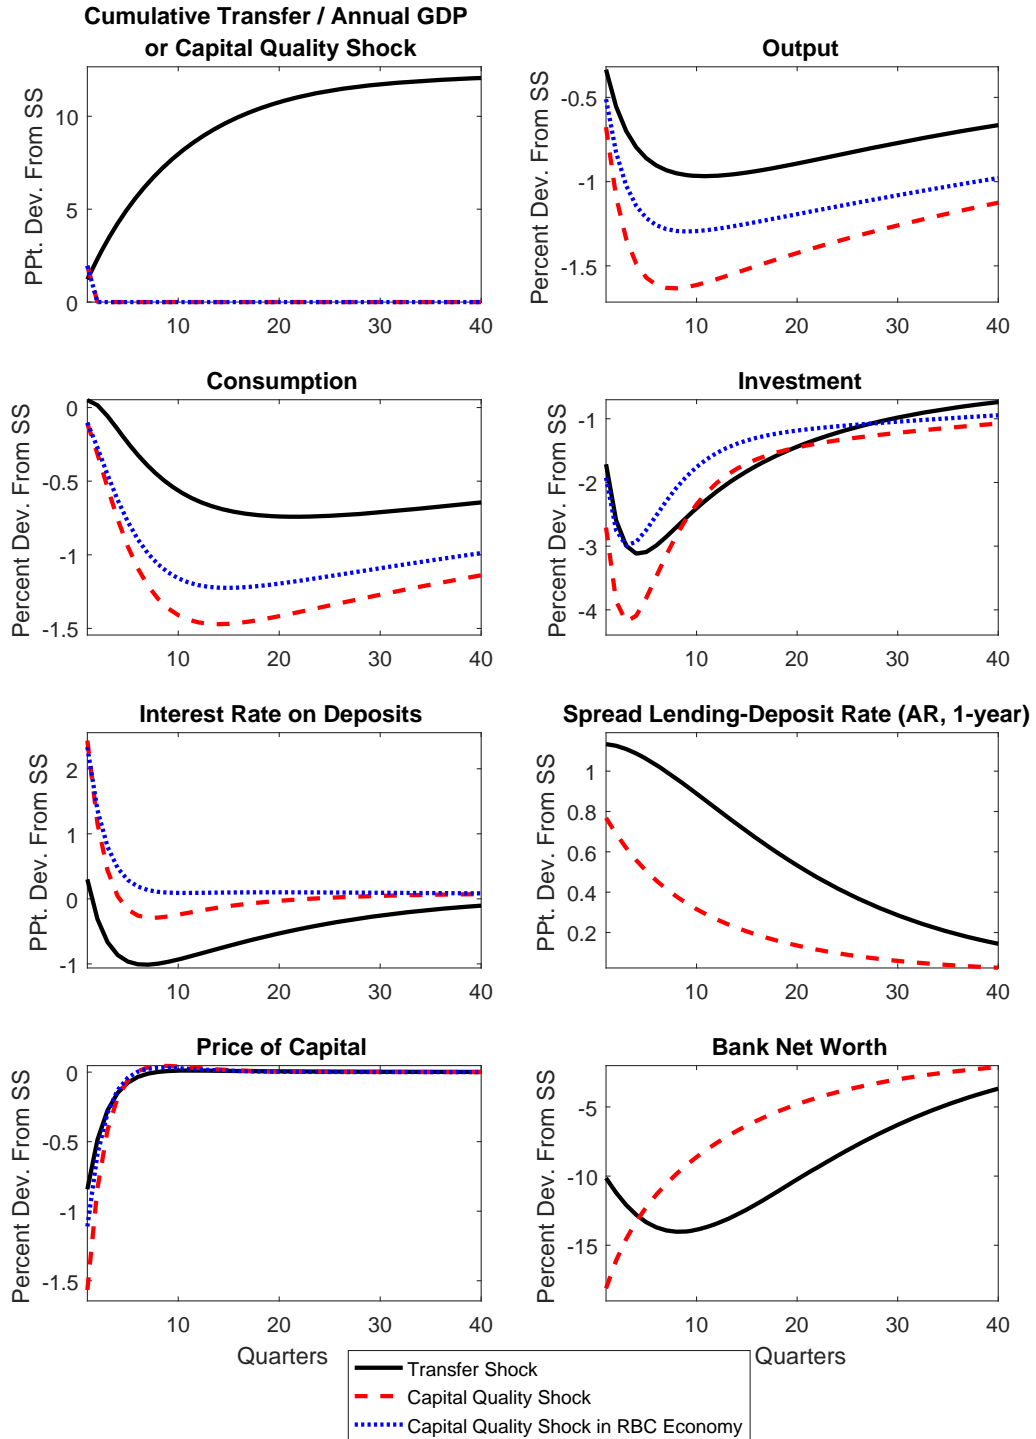 Cumulative Transfer / Annual GDP
or Capital Quality Shock
PPt. Dev. From SS
10
5
0
10
20
30
40
Output
Percent Dev. From SS
-0.5
-1
-1.5
10
20
30
40
Consumption
Percent Dev. From SS
0
-0.5
-1
-1.5
10
20
30
40
Investment
Percent Dev. From SS
-1
-2
-3
-4
10
20
30
40
Interest Rate on Deposits
PPt. Dev. From SS
2
1
0
-1
10
20
30
40
Spread Lending-Deposit Rate (AR, 1-year)
PPt. Dev. From SS
1
0.8
0.6
0.4
0.2
10
20
30
40
Price of Capital
Percent Dev. From SS
0
-0.5
-1
-1.5
10
20
30
40
Quarters
Bank Net Worth
Percent Dev. From SS
-5
-10
-15
10
20
30
40
Quarters
Transfer Shock
Capital Quality Shock
Capital Quality Shock in RBC Economy